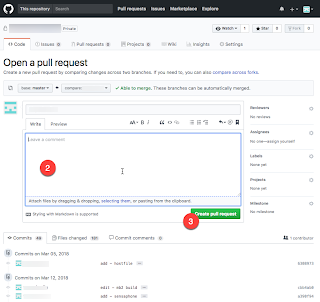 This repository Search Pull requests Issues Marketplace Explore
Private Watch 1 Star 0 Fork
Code Issues 0 Pull requests 0 Projects 0 Wiki Insights Settings
Open a pull request
Create a new pull request by comparing changes across two branches. If you need to, you can also compare across forks.
base: master compare: Able to merge. These branches can be automatically merged.
Write Preview
Leave a comment
2
Attach files by dragging & dropping, selecting them, or pasting from the clipboard.
Styling with Markdown is supported
3
Create pull request
Reviewers
No reviews
Assignees
No one—assign yourself
Labels
None yet
Projects
None yet
Milestone
No milestone
Commits Files changed Commit comments 0 1 contributor
Commits on Mar 05, 2018
add - hostfile
Commits on Mar 12, 2018
edit - nb2 build
add - sensaphone